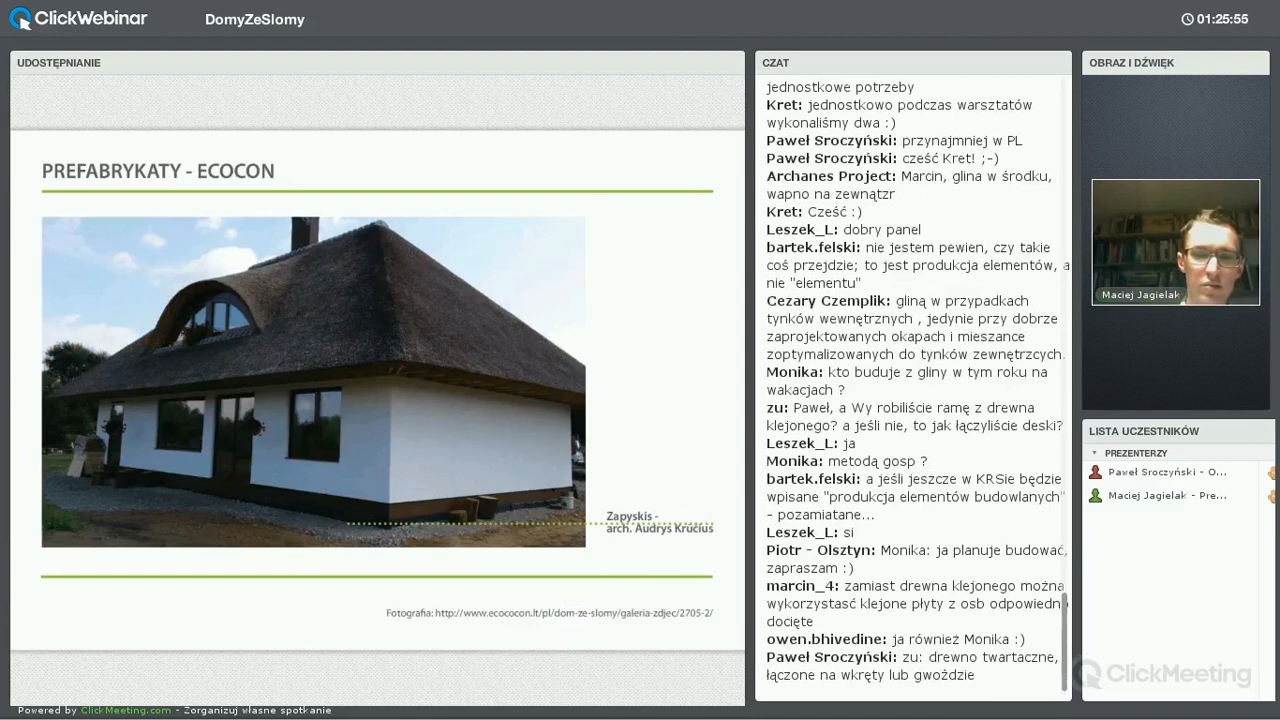 ClickWebinar
DomyZeSlomy
01:25:55
UDOSTĘPNIANIE
PREFABRYKATY - ECOCON
Zapyskis -
arch. Audrys Kručius
Fotografia: http://www.ecococon.lt/pl/dom-ze-slomy/galeria-zdjec/2705-2/
CZAT
jednostkowe potrzeby
Kret: jednostkowo podczas warsztatów
wykonaliśmy dwa :)
Paweł Sroczyński: przynajmniej w PL
Paweł Sroczyński: cześć Kret! ;-)
Archanes Project: Marcin, glina w środku,
wapno na zewnątzr
Kret: Cześć :)
Leszek_L: dobry panel
bartek.felski: nie jestem pewien, czy takie
coś przejdzie; to jest produkcja elementów, a
nie "elementu"
Cezary Czemplik: gliną w przypadkach
tynków wewnętrznych , jedynie przy dobrze
zaprojektowanych okapach i mieszance
zoptymalizowanych do tynków zewnętrzcych.
Monika: kto buduje z gliny w tym roku na
wakacjach ?
zu: Paweł, a Wy robiliście ramę z drewna
klejonego? a jeśli nie, to jak łączyliście deski?
Leszek_L: ja
Monika: metodą gosp ?
bartek.felski: a jeśli jeszcze w KRSie będzie
wpisane "produkcja elementów budowlanych"
- pozamiatane...
Leszek_L: si
Piotr - Olsztyn: Monika: ja planuje budować,
zapraszam :)
marcin_4: zamiast drewna klejonego można
wykorzystasć klejone płyty z osb odpowiedn
docięte
owen.bhivedine: ja również Monika :)
Paweł Sroczyński: zu: drewno twartaczne,
łączone na wkręty lub gwoździe
OBRAZ I DŹWIĘK
Maciej Jagielak
LISTA UCZESTNIKÓW
PREZENTERZY
Paweł Sroczyński - O...
Maciej Jagielak - Pre...
ClickMeeting
Powered by ClickMeeting.com - Zorganizuj własne spotkanie